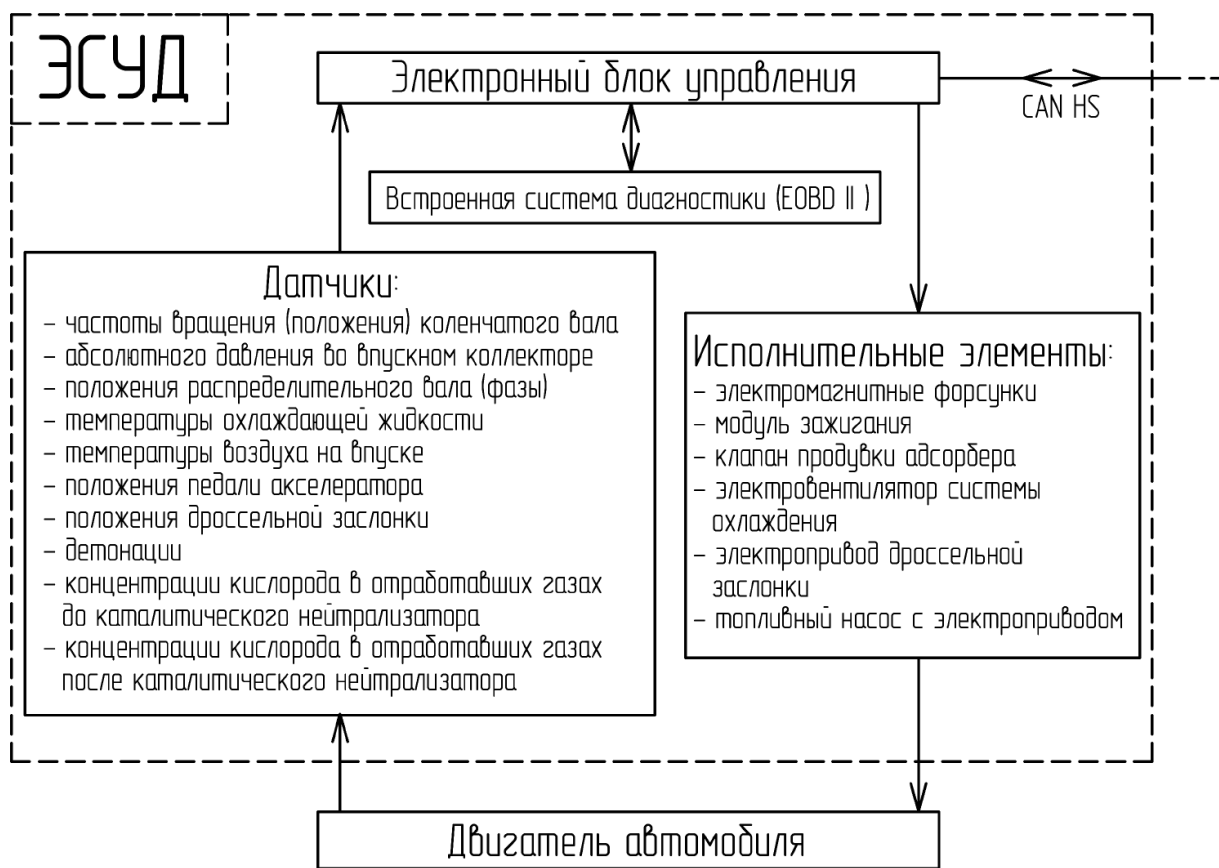 ЭСУД
Электронный блок управления
CAN HS
Встроенная система диагностики (EOBD II )
Датчики:
– частоты вращения (положения) коленчатого вала
– абсолютного давления во впускном коллекторе
– положения распределительного вала (фазы)
– температуры охлаждающей жидкости
– температуры воздуха на впуске
– положения педали акселератора
– положения дроссельной заслонки
– детонации
– концентрации кислорода в отработавших газах
до каталитического нейтрализатора
– концентрации кислорода в отработавших газах
после каталитического нейтрализатора
Исполнительные элементы:
– электромагнитные форсунки
– модуль зажигания
– клапан продувки адсорбера
– электровентилятор системы
охлаждения
– электропривод дроссельной
заслонки
– топливный насос с электроприводом
Двигатель автомобиля